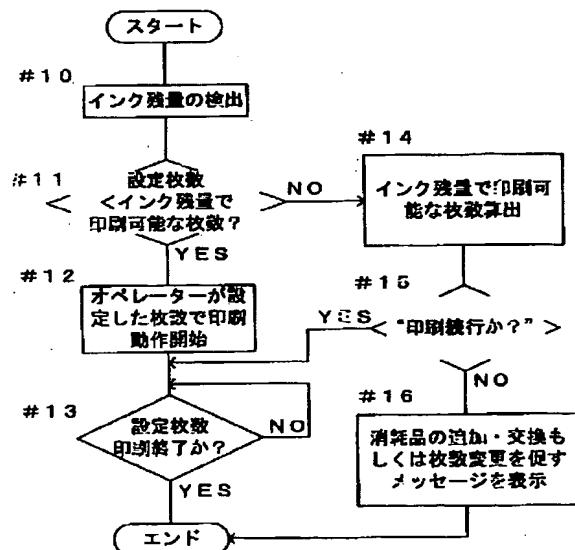 スタート
#10
インク残量の検出
#11
設定枚数
<インク残量で
印刷可能な枚数？
NO
YES
#12
オペレーターが設
定した枚数で印刷
動作開始
#13
設定枚数
印刷終了か？
NO
YES
エンド
#14
インク残量で印刷可
能な枚数算出
#15
“印刷続行か？”
YES
NO
#16
消耗品の追加・交換も
しくは枚数変更を促す
メッセージを表示